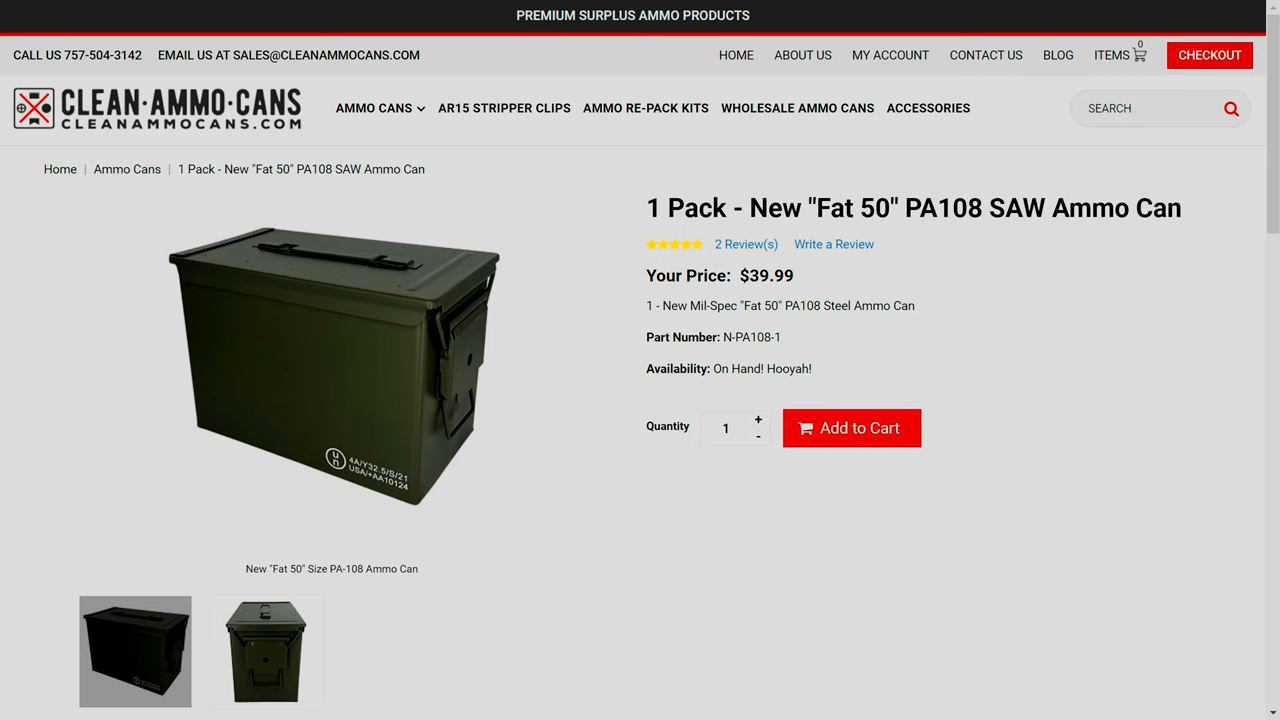 PREMIUM SURPLUS AMMO PRODUCTS
CALL US 757-504-3142 EMAIL US AT SALES@CLEANAMMOCANS.COM
HOME ABOUT US MY ACCOUNT CONTACT US BLOG ITEMS 0 CHECKOUT
CLEAN·AMMO·CANS
CLEANAMMOCANS.COM
AMMO CANS AR15 STRIPPER CLIPS AMMO RE-PACK KITS WHOLESALE AMMO CANS ACCESSORIES
SEARCH
Home | Ammo Cans | 1 Pack - New "Fat 50" PA108 SAW Ammo Can
1 Pack - New "Fat 50" PA108 SAW Ammo Can
2 Review(s) Write a Review
Your Price: $39.99
1 - New Mil-Spec "Fat 50" PA108 Steel Ammo Can
Part Number: N-PA108-1
Availability: On Hand! Hooyah!
Quantity 1 + - Add to Cart
u n
4A/Y32.5/S/21
USA/+AA10124
New "Fat 50" Size PA-108 Ammo Can